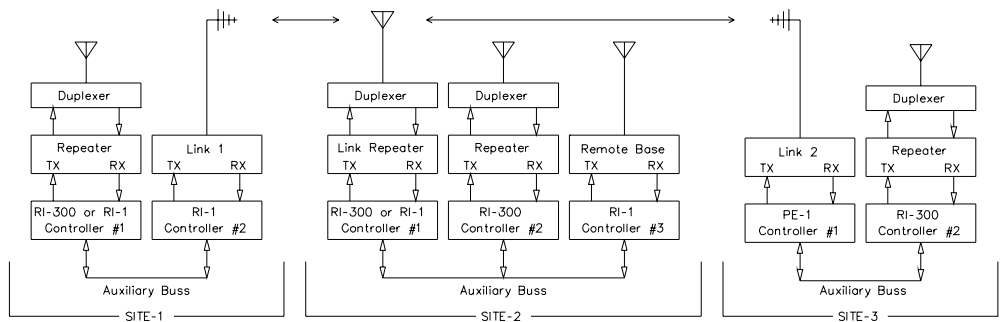 Duplexer
Repeater
TX RX
RI-300 or RI-1
Controller #1
Link 1
TX RX
RI-1
Controller #2
Auxiliary Buss
SITE-1
Duplexer
Link Repeater
TX RX
RI-300 or RI-1
Controller #1
Duplexer
Repeater
TX RX
RI-300
Controller #2
Remote Base
TX RX
RI-1
Controller #3
Auxiliary Buss
SITE-2
Link 2
TX RX
PE-1
Controller #1
Duplexer
Repeater
TX RX
RI-300
Controller #2
Auxiliary Buss
SITE-3